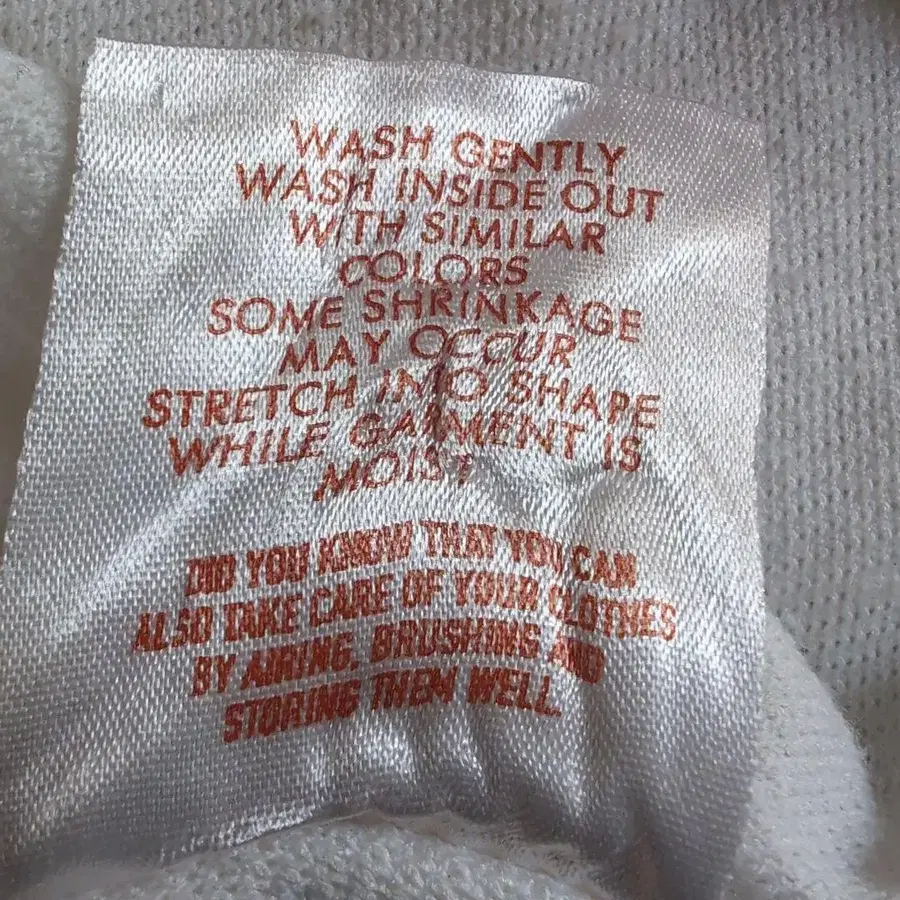 WASH GENTLY
WASH INSIDE OUT
WITH SIMILAR
COLORS
SOME SHRINKAGE
MAY OCCUR
STRETCH INTO SHAPE
WHILE GARMENT IS
MOIST
DID YOU KNOW THAT YOU CAN
ALSO TAKE CARE OF YOUR CLOTHES
BY AIRING, BRUSHING AND
STORING THEM WELL.